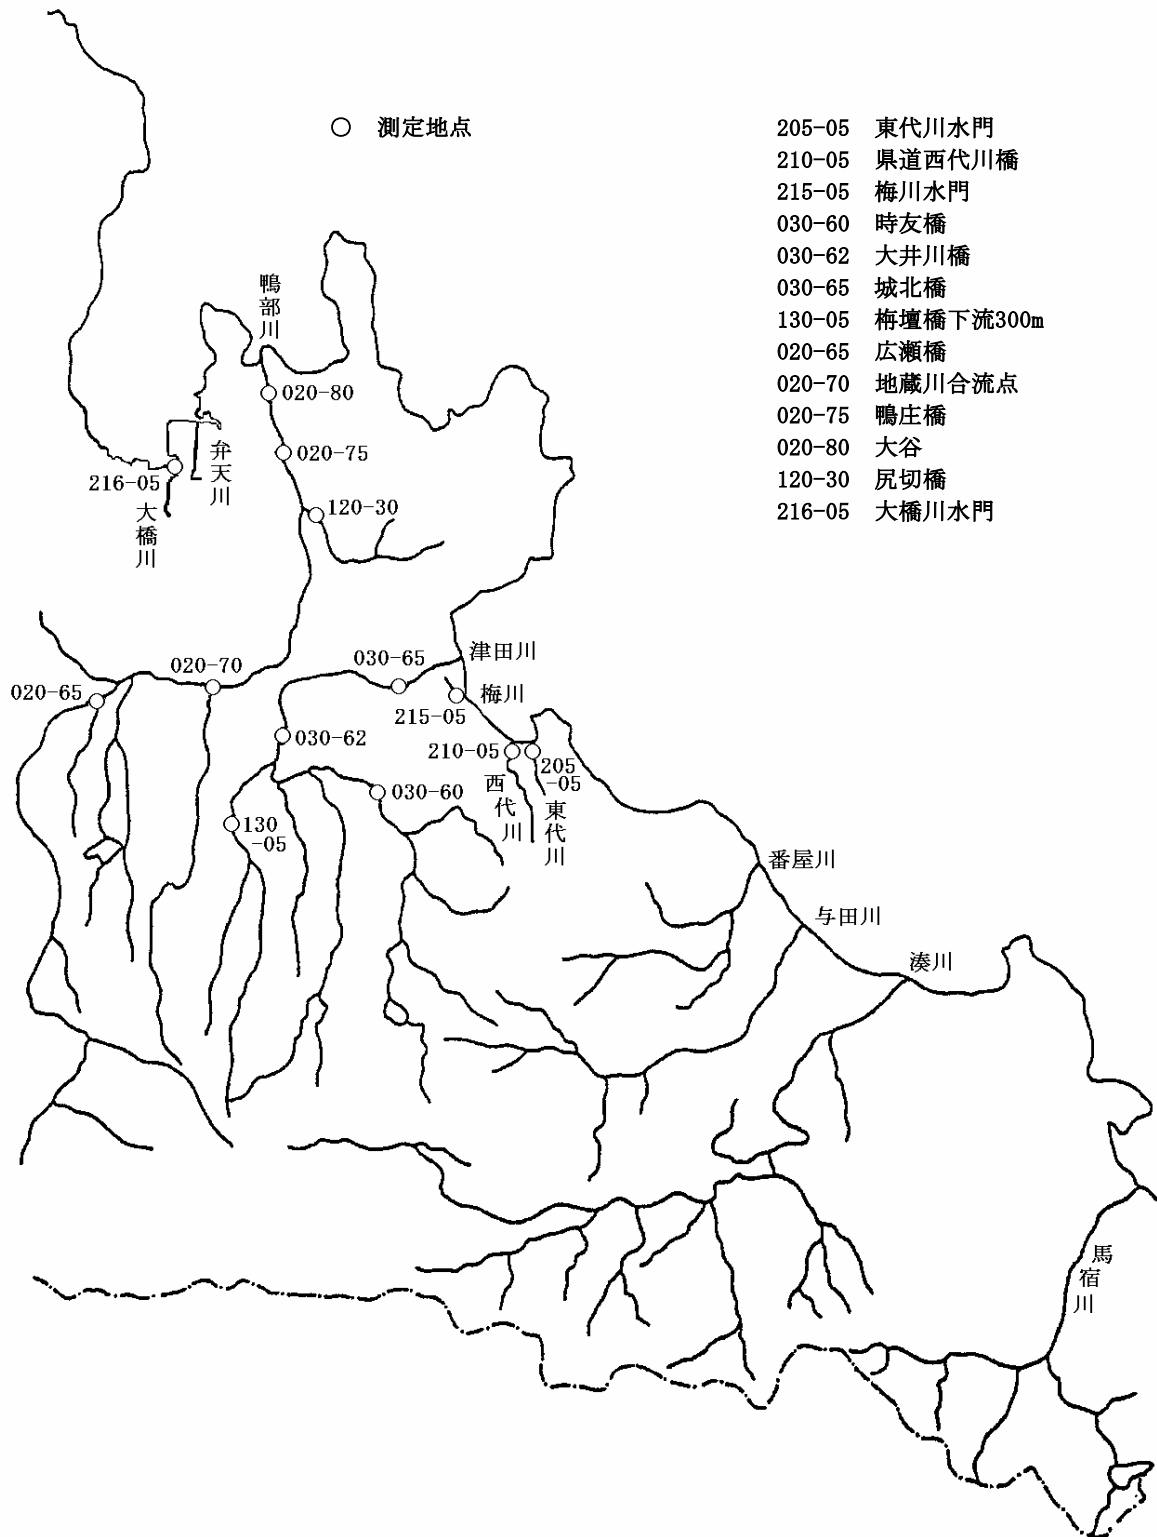 測定地点
205-05 東代川水門
210-05 県道西代川橋
215-05 梅川水門
030-60 時友橋
030-62 大井川橋
030-65 城北橋
130-05 栴壇橋下流300m
020-65 広瀬橋
020-70 地蔵川合流点
020-75 鴨庄橋
020-80 大谷
120-30 尻切橋
216-05 大橋川水門
鴨部川
020-80
020-75
弁天川
216-05
大橋川
120-30
津田川
030-65
020-70
020-65
梅川
215-05
030-62
210-05
205
-05
西代川
東代川
030-60
130
-05
番屋川
与田川
湊川
馬宿川